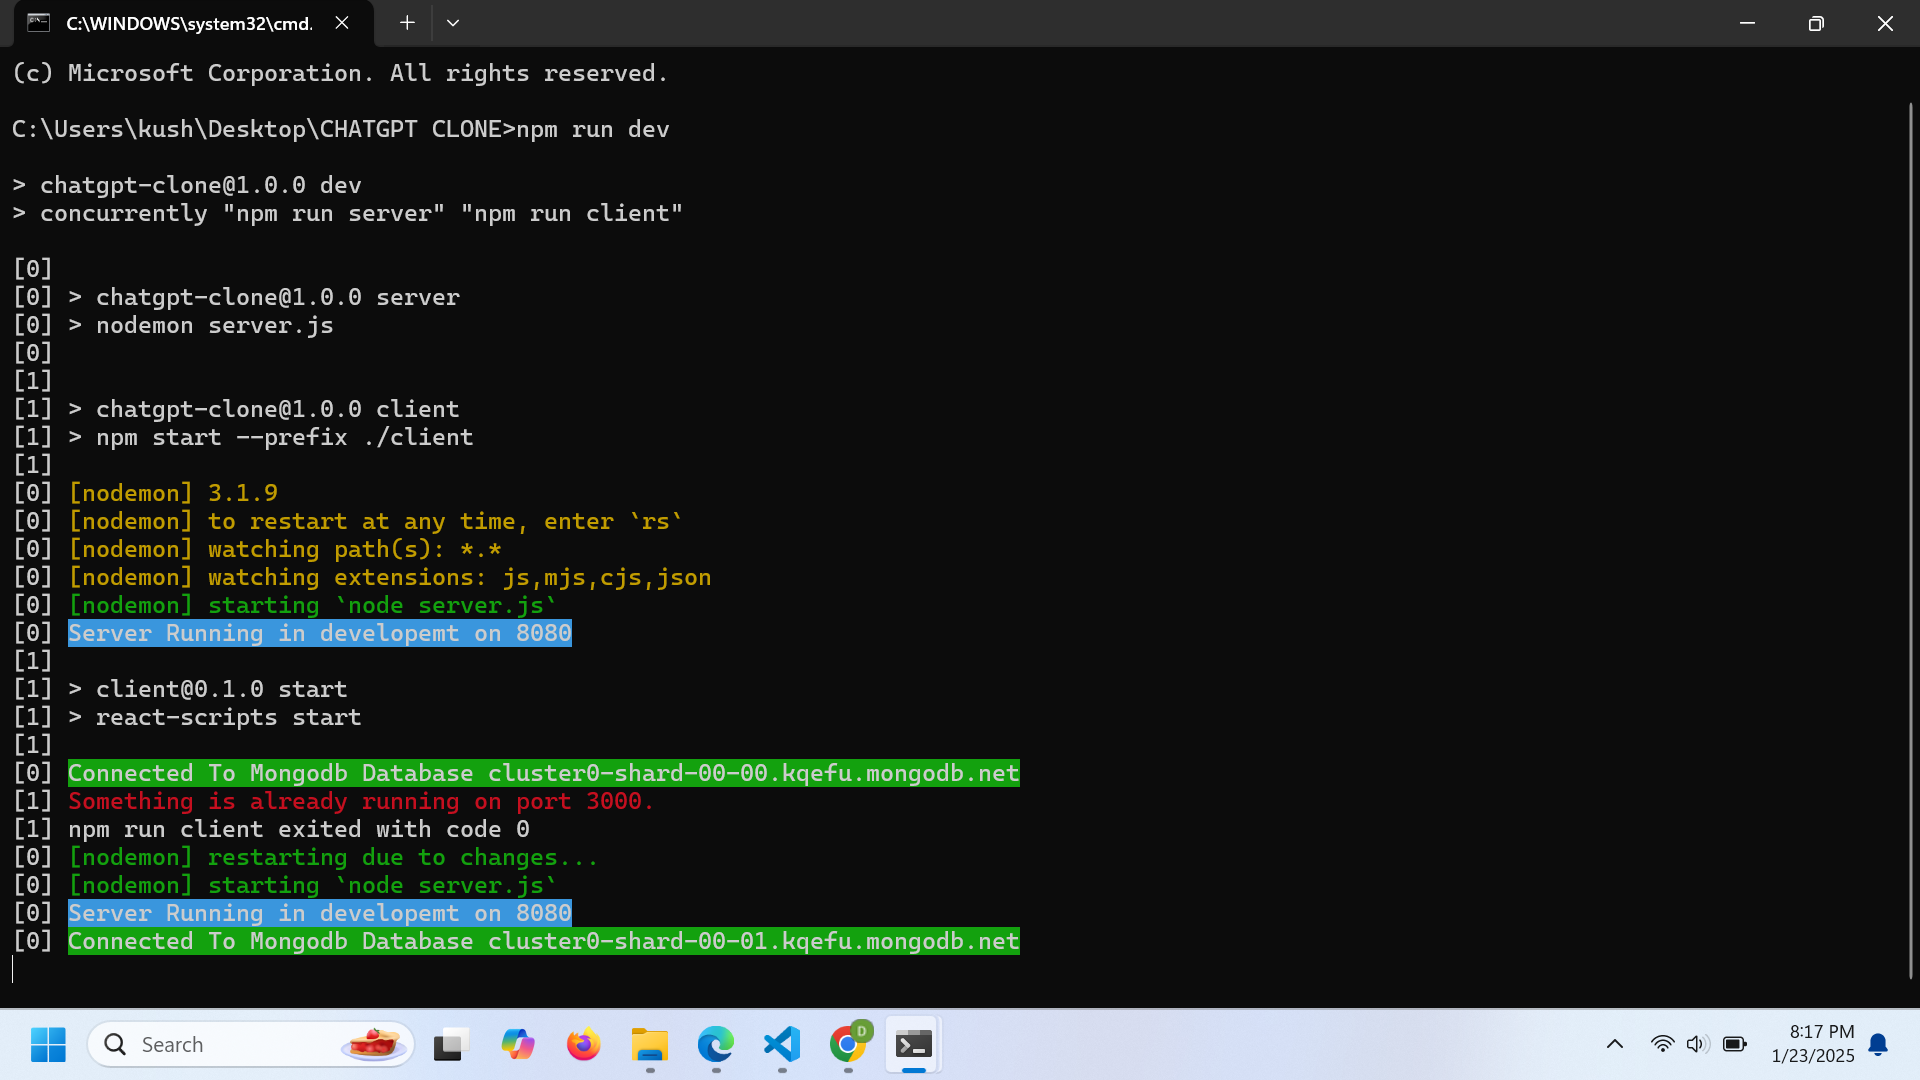 C:\WINDOWS\system32\cmd.
(c) Microsoft Corporation. All rights reserved.
C:\Users\kush\Desktop\CHATGPT CLONE>npm run dev
> chatgpt-clone@1.0.0 dev
> concurrently "npm run server" "npm run client"
[0]
[0] > chatgpt-clone@1.0.0 server
[0] > nodemon server.js
[0]
[1]
[1] > chatgpt-clone@1.0.0 client
[1] > npm start --prefix ./client
[1]
[0] [nodemon] 3.1.9
[0] [nodemon] to restart at any time, enter `rs`
[0] [nodemon] watching path(s): *.*
[0] [nodemon] watching extensions: js,mjs,cjs,json
[0] [nodemon] starting `node server.js`
[0] Server Running in developemt on 8080
[1]
[1] > client@0.1.0 start
[1] > react-scripts start
[1]
[0] Connected To Mongodb Database cluster0-shard-00-00.kqefu.mongodb.net
[1] Something is already running on port 3000.
[1] npm run client exited with code 0
[0] [nodemon] restarting due to changes...
[0] [nodemon] starting `node server.js`
[0] Server Running in developemt on 8080
[0] Connected To Mongodb Database cluster0-shard-00-01.kqefu.mongodb.net
Search
D
8:17 PM
1/23/2025